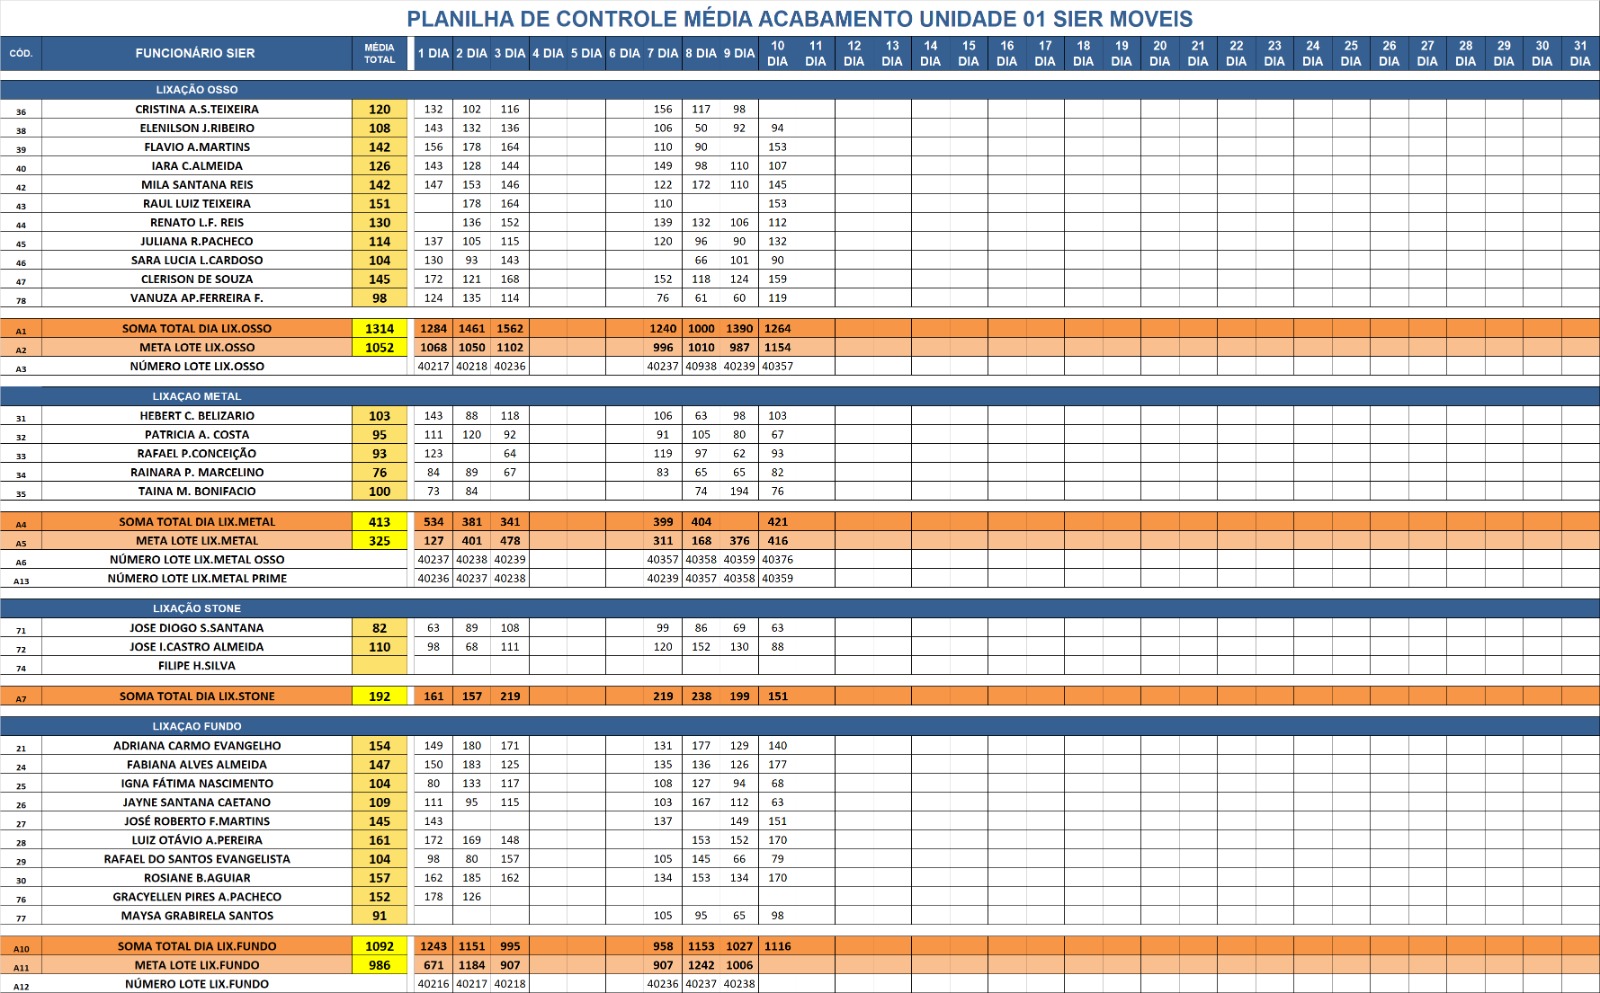 PLANILHA DE CONTROLE MÉDIA ACABAMENTO UNIDADE 01 SIER MOVEIS
CÓD. FUNCIONÁRIO SIER MÉDIA TOTAL 1 DIA 2 DIA 3 DIA 4 DIA 5 DIA 6 DIA 7 DIA 8 DIA 9 DIA 10 DIA 11 DIA 12 DIA 13 DIA 14 DIA 15 DIA 16 DIA 17 DIA 18 DIA 19 DIA 20 DIA 21 DIA 22 DIA 23 DIA 24 DIA 25 DIA 26 DIA 27 DIA 28 DIA 29 DIA 30 DIA 31 DIA
LIXAÇÃO OSSO
36 CRISTINA A.S.TEIXEIRA 120 132 102 116 156 117 98
38 ELENILSON J.RIBEIRO 108 143 132 136 106 50 92 94
39 FLAVIO A.MARTINS 142 156 178 164 110 90 153
40 IARA C.ALMEIDA 126 143 128 144 149 98 110 107
42 MILA SANTANA REIS 142 147 153 146 122 172 110 145
43 RAUL LUIZ TEIXEIRA 151 178 164 110 153
44 RENATO L.F. REIS 130 136 152 139 132 106 112
45 JULIANA R.PACHECO 114 137 105 115 120 96 90 132
46 SARA LUCIA L.CARDOSO 104 130 93 143 66 101 90
47 CLERISON DE SOUZA 145 172 121 168 152 118 124 159
78 VANUZA AP.FERREIRA F. 98 124 135 114 76 61 60 119
A1 SOMA TOTAL DIA LIX.OSSO 1314 1284 1461 1562 1240 1000 1390 1264
A2 META LOTE LIX.OSSO 1052 1068 1050 1102 996 1010 987 1154
A3 NÚMERO LOTE LIX.OSSO 40217 40218 40236 40237 40938 40239 40357
LIXAÇAO METAL
31 HEBERT C. BELIZARIO 103 143 88 118 106 63 98 103
32 PATRICIA A. COSTA 95 111 120 92 91 105 80 67
33 RAFAEL P.CONCEIÇÃO 93 123 64 119 97 62 93
34 RAINARA P. MARCELINO 76 84 89 67 83 65 65 82
35 TAINA M. BONIFACIO 100 73 84 74 194 76
A4 SOMA TOTAL DIA LIX.METAL 413 534 381 341 399 404 421
A5 META LOTE LIX.METAL 325 127 401 478 311 168 376 416
A6 NÚMERO LOTE LIX.METAL OSSO 40237 40238 40239 40357 40358 40359 40376
A13 NÚMERO LOTE LIX.METAL PRIME 40236 40237 40238 40239 40357 40358 40359
LIXAÇÃO STONE
71 JOSE DIOGO S.SANTANA 82 63 89 108 99 86 69 63
72 JOSE I.CASTRO ALMEIDA 110 98 68 111 120 152 130 88
74 FILIPE H.SILVA
A7 SOMA TOTAL DIA LIX.STONE 192 161 157 219 219 238 199 151
LIXAÇAO FUNDO
21 ADRIANA CARMO EVANGELHO 154 149 180 171 131 177 129 140
24 FABIANA ALVES ALMEIDA 147 150 183 125 135 136 126 177
25 IGNA FÁTIMA NASCIMENTO 104 80 133 117 108 127 94 68
26 JAYNE SANTANA CAETANO 109 111 95 115 103 167 112 63
27 JOSÉ ROBERTO F.MARTINS 145 143 137 149 151
28 LUIZ OTÁVIO A.PEREIRA 161 172 169 148 153 152 170
29 RAFAEL DO SANTOS EVANGELISTA 104 98 80 157 105 145 66 79
30 ROSIANE B.AGUIAR 157 162 185 162 134 153 134 170
76 GRACYELLEN PIRES A.PACHECO 152 178 126
77 MAYSA GRABIRELA SANTOS 91 105 95 65 98
A10 SOMA TOTAL DIA LIX.FUNDO 1092 1243 1151 995 958 1153 1027 1116
A11 META LOTE LIX.FUNDO 986 671 1184 907 907 1242 1006
A12 NÚMERO LOTE LIX.FUNDO 40216 40217 40218 40236 40237 40238